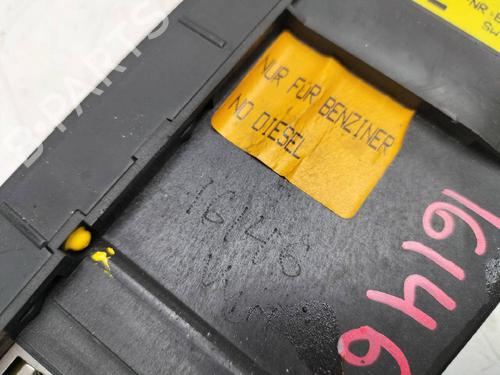 NUR FÜR BENZINER
NO DIESEL
16146
16146